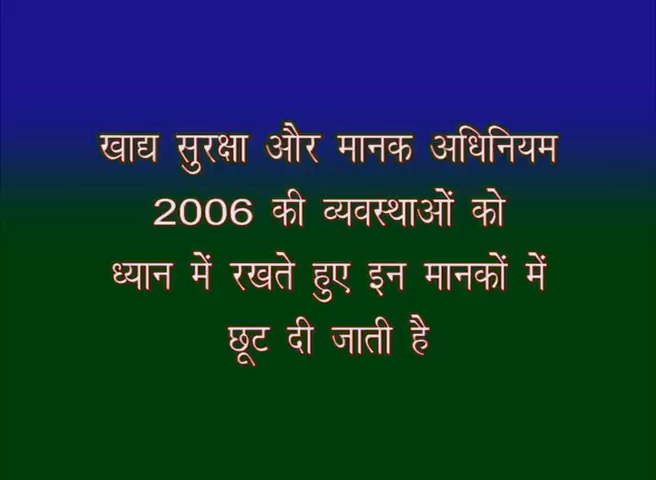 खाद्य सुरक्षा और मानक अधिनियम
2006 की व्यवस्थाओं को
ध्यान में रखते हुए इन मानकों में
छूट दी जाती है